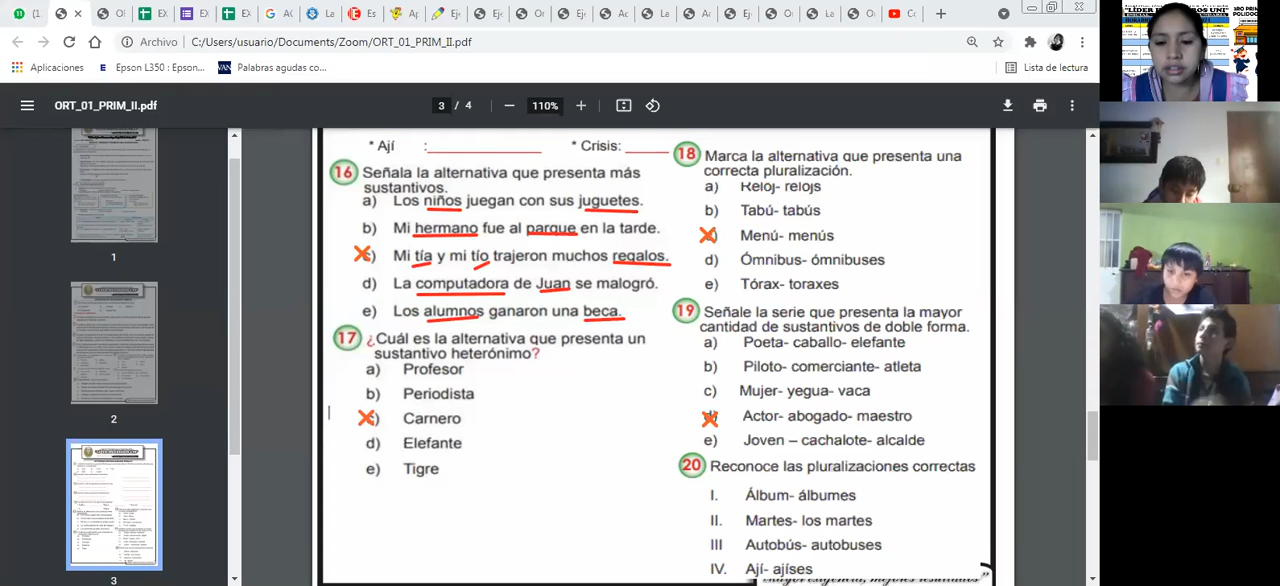 Archivo
C:/Users/usuario/Documents/Zoom/ORT_01_PRIM_II.pdf
Aplicaciones
Epson L350 : Epson...
Palabras agudas co...
Lista de lectura
ORT_01_PRIM_II.pdf
3 / 4
110%
1
2
3
* Ají :
* Crisis:
16 Señala la alternativa que presenta más
sustantivos.
a) Los niños juegan con sus juguetes.
b) Mi hermano fue al parque en la tarde.
c) Mi tía y mi tío trajeron muchos regalos.
d) La computadora de Juan se malogró.
e) Los alumnos ganaron una beca.
17 ¿Cuál es la alternativa que presenta un
sustantivo heterónimo?
a) Profesor
b) Periodista
c) Carnero
d) Elefante
e) Tigre
18 Marca la alternativa que presenta una
correcta pluralización.
a) Reloj- relojs
b) Tabú- tabús
Menú- menús
d) Ómnibus- ómnibuses
e) Tórax- toraxes
19 Señale la serie que presenta la mayor
cantidad de sustantivos de doble forma.
a) Poeta- caballo- elefante
b) Piloto- comerciante- atleta
c) Mujer- yegua- vaca
d) Actor- abogado- maestro
e) Joven – cachalote- alcalde
20 Reconoce las pluralizaciones correctas
I. Álbum- álbumes
II. Martes- los martes
III Autobús- autobuses
IV. Ají- ajíses